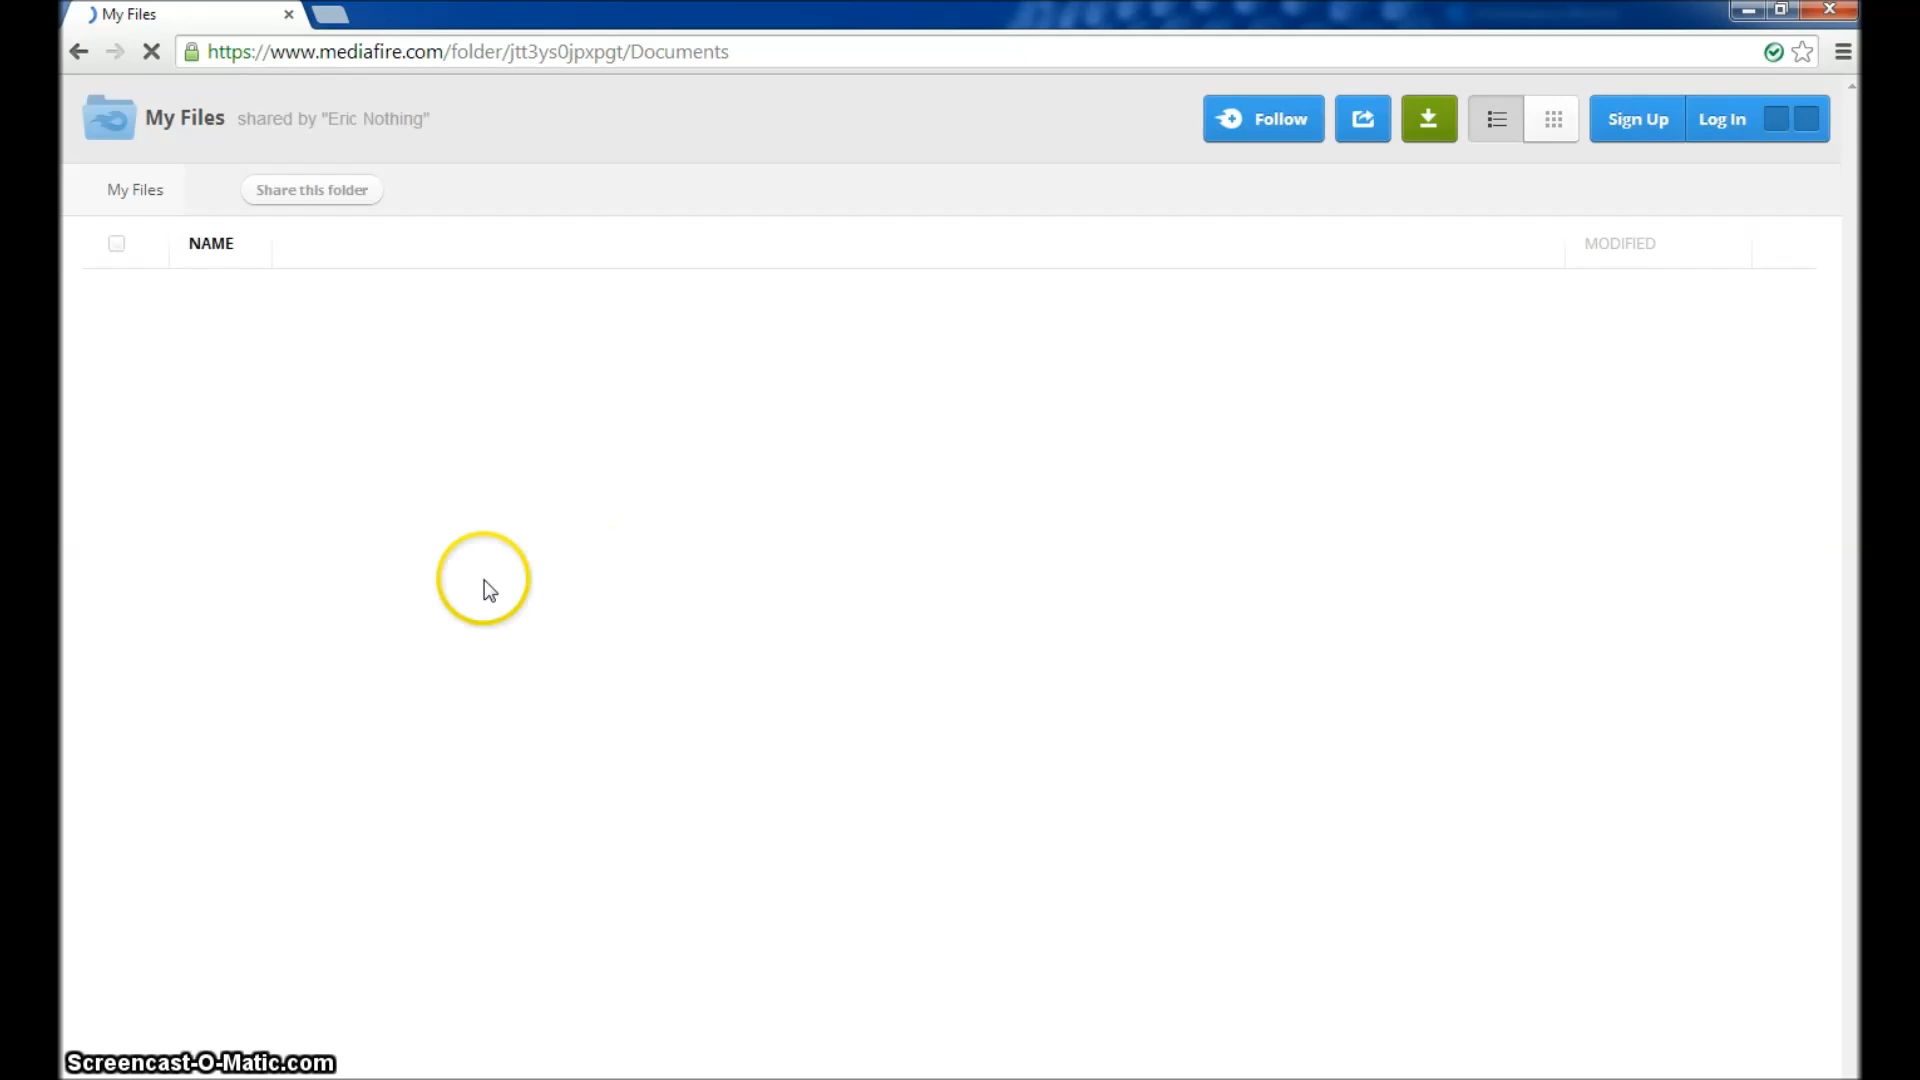 My Files
https://www.mediafire.com/folder/jtt3ys0jpxpgt/Documents
My Files shared by "Eric Nothing" Follow Sign Up Log In
My Files Share this folder
NAME MODIFIED
Screencast-O-Matic.com